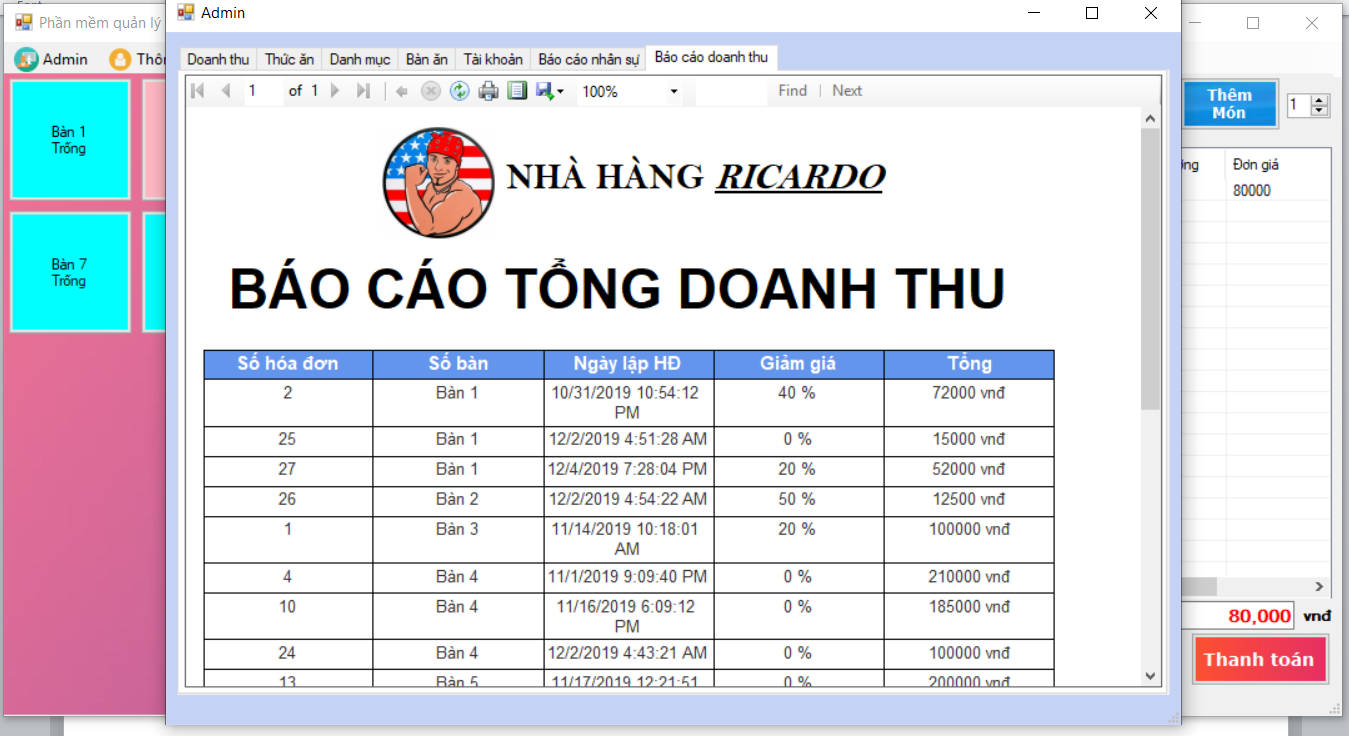 Phần mềm quản lý
Admin
Admin
Thôn
Bàn 1
Trống
Bàn 7
Trống
Doanh thu
Thức ăn
Danh mục
Bàn ăn
Tài khoản
Báo cáo nhân sự
Báo cáo doanh thu
1 of 1
100%
Find | Next
NHÀ HÀNG RICARDO
BÁO CÁO TỔNG DOANH THU
Số hóa đơn Số bàn Ngày lập HĐ Giảm giá Tổng
2 Bàn 1 10/31/2019 10:54:12 PM 40 % 72000 vnđ
25 Bàn 1 12/2/2019 4:51:28 AM 0 % 15000 vnđ
27 Bàn 1 12/4/2019 7:28:04 PM 20 % 52000 vnđ
26 Bàn 2 12/2/2019 4:54:22 AM 50 % 12500 vnđ
1 Bàn 3 11/14/2019 10:18:01 AM 20 % 100000 vnđ
4 Bàn 4 11/1/2019 9:09:40 PM 0 % 210000 vnđ
10 Bàn 4 11/16/2019 6:09:12 PM 0 % 185000 vnđ
24 Bàn 4 12/2/2019 4:43:21 AM 0 % 100000 vnđ
13 Bàn 5 11/17/2019 12:21:51 0 % 200000 vnđ
Thêm
Món
1
Đơn giá
80000
80,000 vnđ
Thanh toán